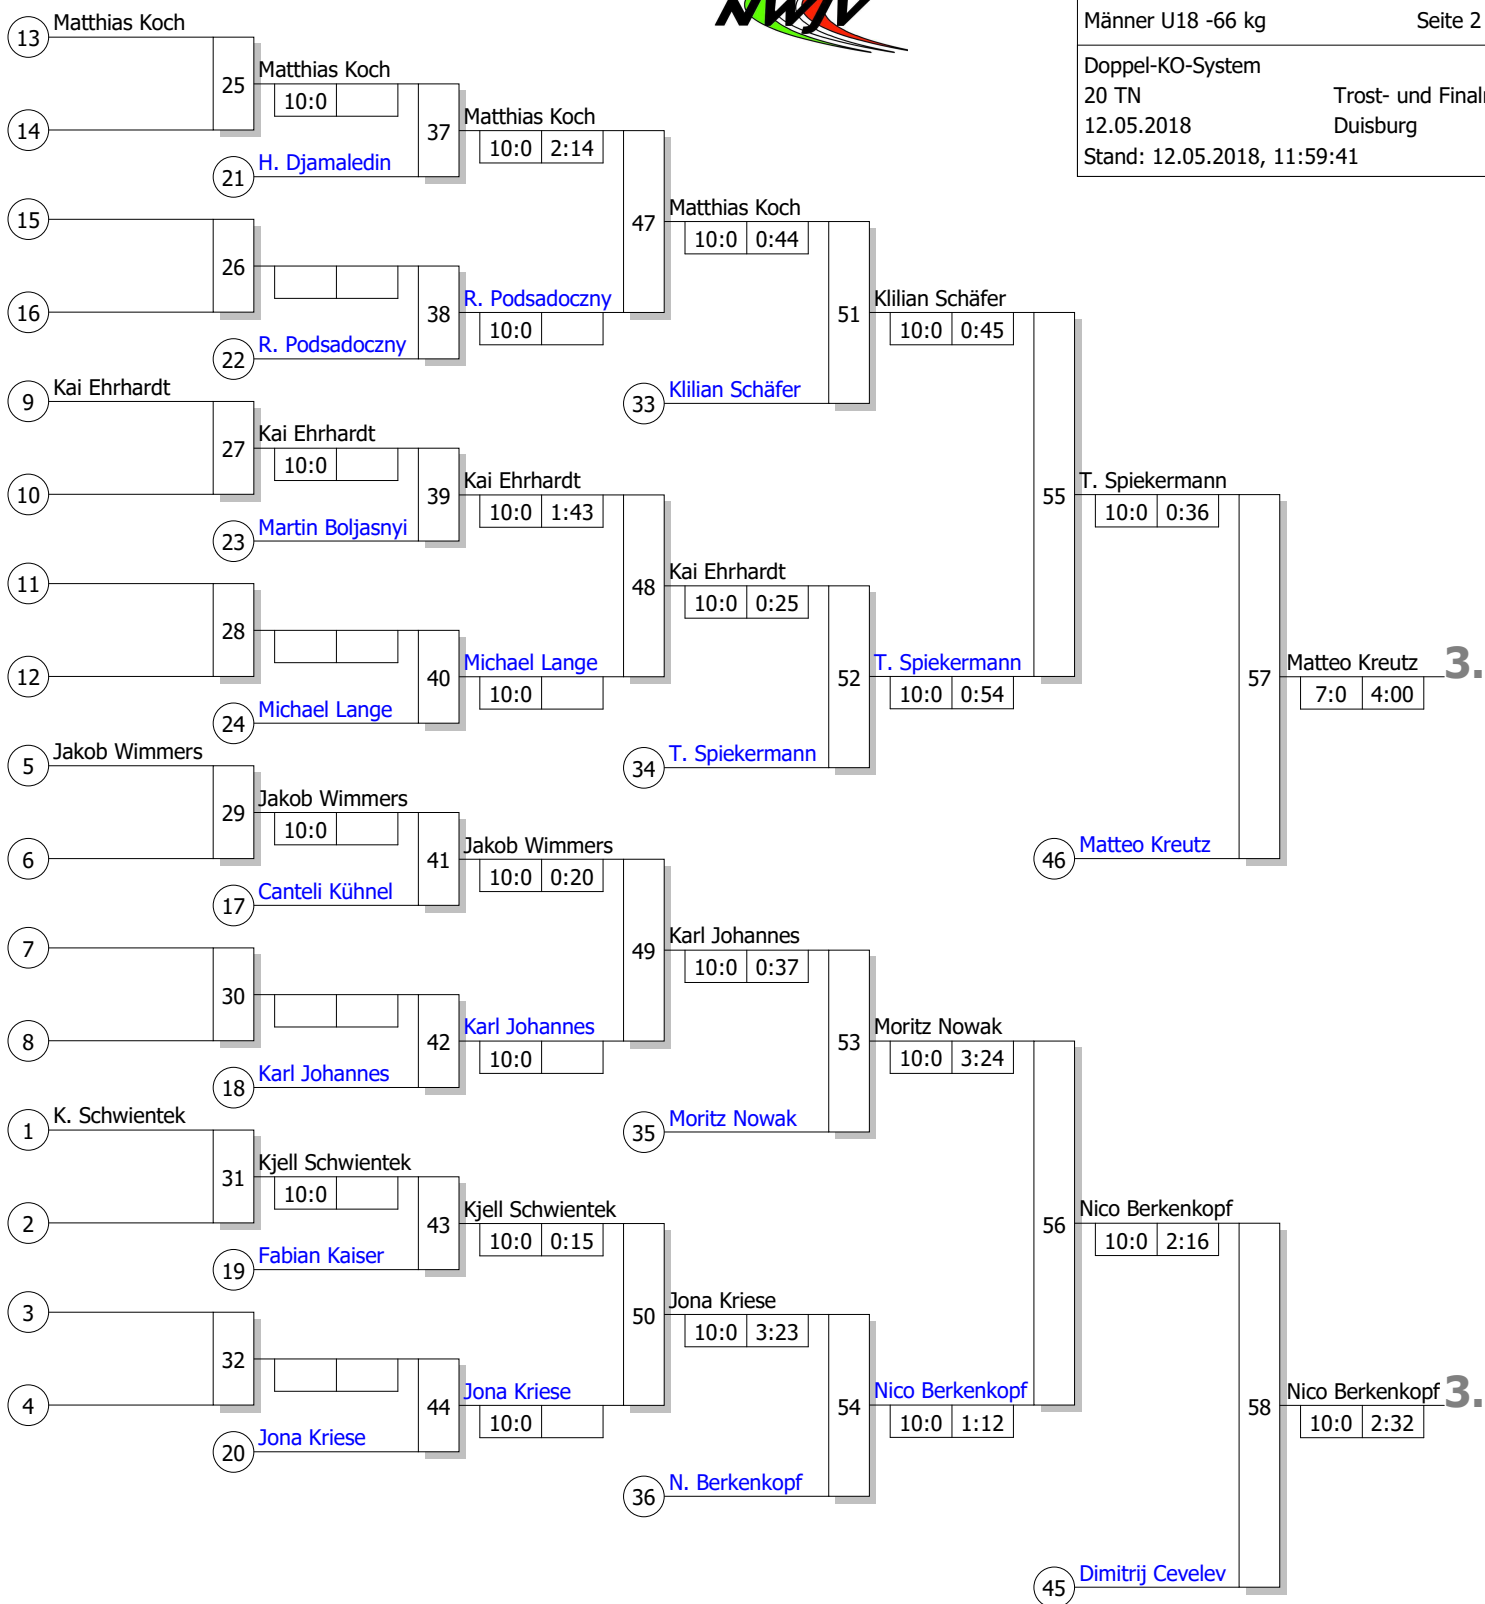 NWJV
Männer U18 -66 kg Seite 2
Doppel-KO-System
20 TN Trost- und
12.05.2018 Duisburg
Stand: 12.05.2018, 11:59:41
13 Matthias Koch
25
Matthias Koch
10:0
14
37
Matthias Koch
10:0 2:14
21 H. Djamaledin
15
47
Matthias Koch
10:0 0:44
26
16
38
R. Podsadoczny
10:0
22 R. Podsadoczny
51
Klilian Schäfer
10:0 0:45
33 Klilian Schäfer
9 Kai Ehrhardt
27
Kai Ehrhardt
10:0
10
39
Kai Ehrhardt
10:0 1:43
23 Martin Boljasnyi
55
T. Spiekermann
10:0 0:36
11
48
Kai Ehrhardt
10:0 0:25
28
12
40
Michael Lange
10:0
24 Michael Lange
52
T. Spiekermann
10:0 0:54
34 T. Spiekermann
57
Matteo Kreutz 3.
7:0 4:00
46 Matteo Kreutz
5 Jakob Wimmers
29
Jakob Wimmers
10:0
6
41
Jakob Wimmers
10:0 0:20
17 Canteli Kühnel
7
49
Karl Johannes
10:0 0:37
30
8
42
Karl Johannes
10:0
18 Karl Johannes
53
Moritz Nowak
10:0 3:24
35 Moritz Nowak
1 K. Schwientek
31
Kjell Schwientek
10:0
2
43
Kjell Schwientek
10:0 0:15
19 Fabian Kaiser
56
Nico Berkenkopf
10:0 2:16
3
50
Jona Kriese
10:0 3:23
32
4
44
Jona Kriese
10:0
20 Jona Kriese
54
Nico Berkenkopf
10:0 1:12
36 N. Berkenkopf
58
Nico Berkenkopf 3.
10:0 2:32
45 Dimitrij Cevelev